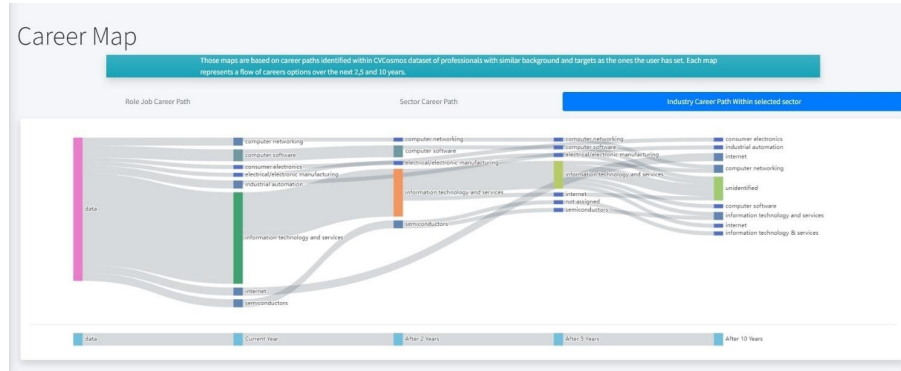 Career Map
Those maps are based on career paths identified within CVCosmos dataset of professionals with similar background and targets as the ones the user has set. Each map
represents a flow of careers options over the next 2,5 and 10 years.
Role Job Career Path
Sector Career Path
Industry Career Path Within selected sector
data
computer networking
computer software
consumer electronics
electrical/electronic manufacturing
industrial automation
information technology and services
internet
semiconductors
computer networking
computer software
electrical/electronic manufacturing
information technology and services
semiconductors
computer networking
computer software
electrical/electronic manufacturing
information technology and services
internet
not assigned
semiconductors
consumer electronics
industrial automation
internet
computer networking
unidentified
computer software
information technology and services
internet
information technology & services
data
Current Year
After 2 Years
After 5 Years
After 10 Years